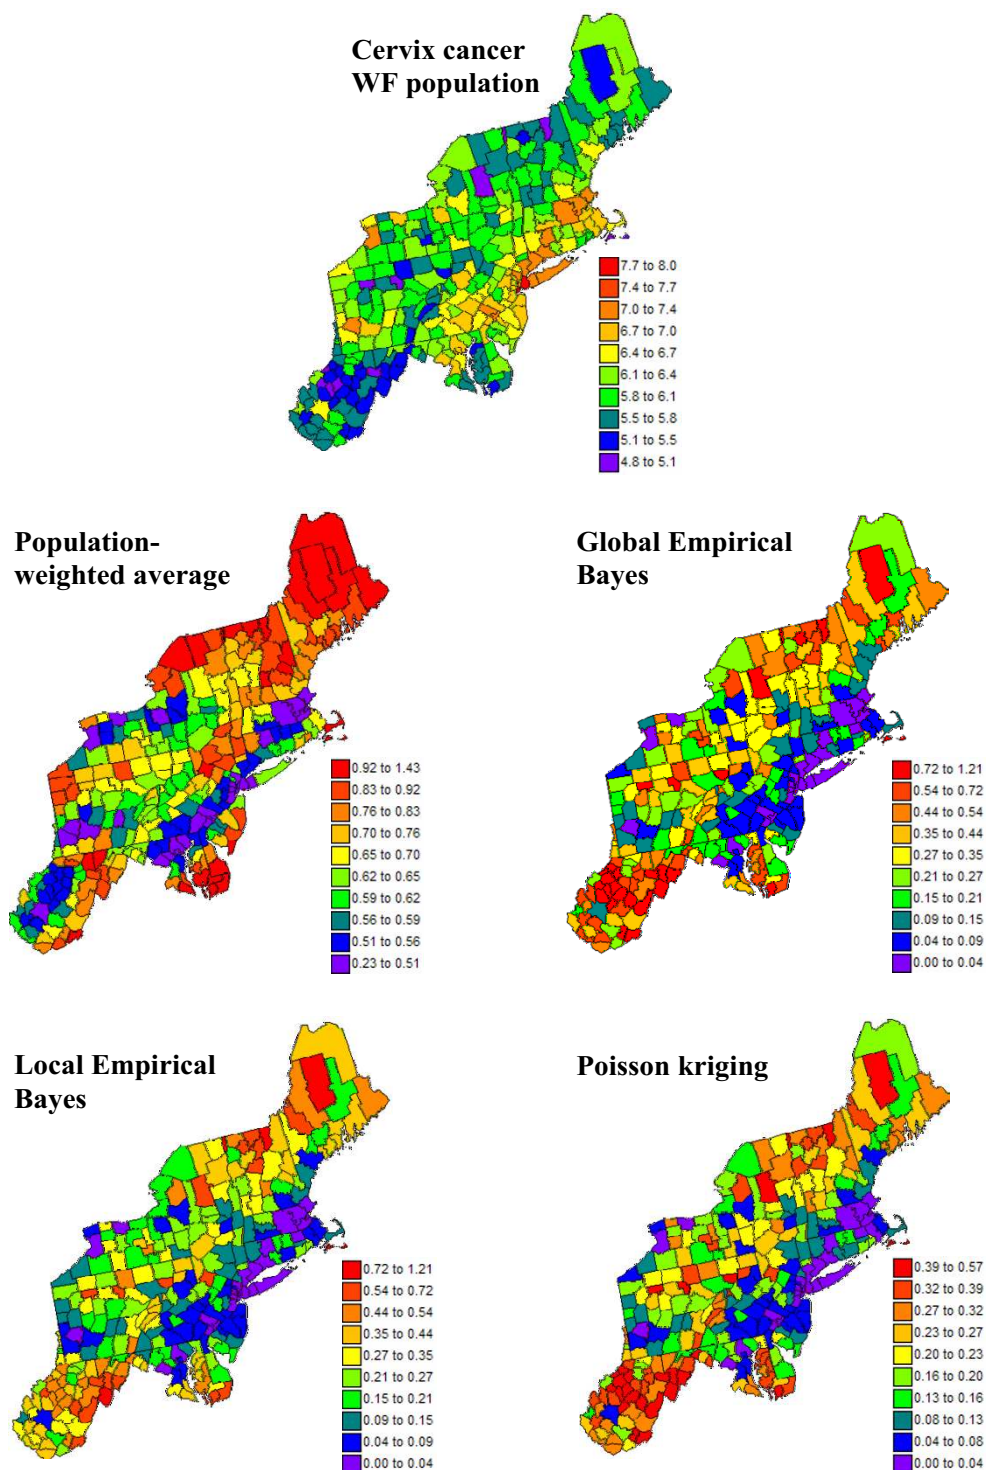 Cervix cancer
WF population
7.7 to 8.0
7.4 to 7.7
7.0 to 7.4
6.7 to 7.0
6.4 to 6.7
6.1 to 6.4
5.8 to 6.1
5.5 to 5.8
5.1 to 5.5
4.8 to 5.1
Population-
weighted average
0.92 to 1.43
0.83 to 0.92
0.76 to 0.83
0.70 to 0.76
0.65 to 0.70
0.62 to 0.65
0.59 to 0.62
0.56 to 0.59
0.51 to 0.56
0.23 to 0.51
Global Empirical
Bayes
0.72 to 1.21
0.54 to 0.72
0.44 to 0.54
0.35 to 0.44
0.27 to 0.35
0.21 to 0.27
0.15 to 0.21
0.09 to 0.15
0.04 to 0.09
0.00 to 0.04
Local Empirical
Bayes
0.72 to 1.21
0.54 to 0.72
0.44 to 0.54
0.35 to 0.44
0.27 to 0.35
0.21 to 0.27
0.15 to 0.21
0.09 to 0.15
0.04 to 0.09
0.00 to 0.04
Poisson kriging
0.39 to 0.57
0.32 to 0.39
0.27 to 0.32
0.23 to 0.27
0.20 to 0.23
0.16 to 0.20
0.13 to 0.16
0.08 to 0.13
0.04 to 0.08
0.00 to 0.04